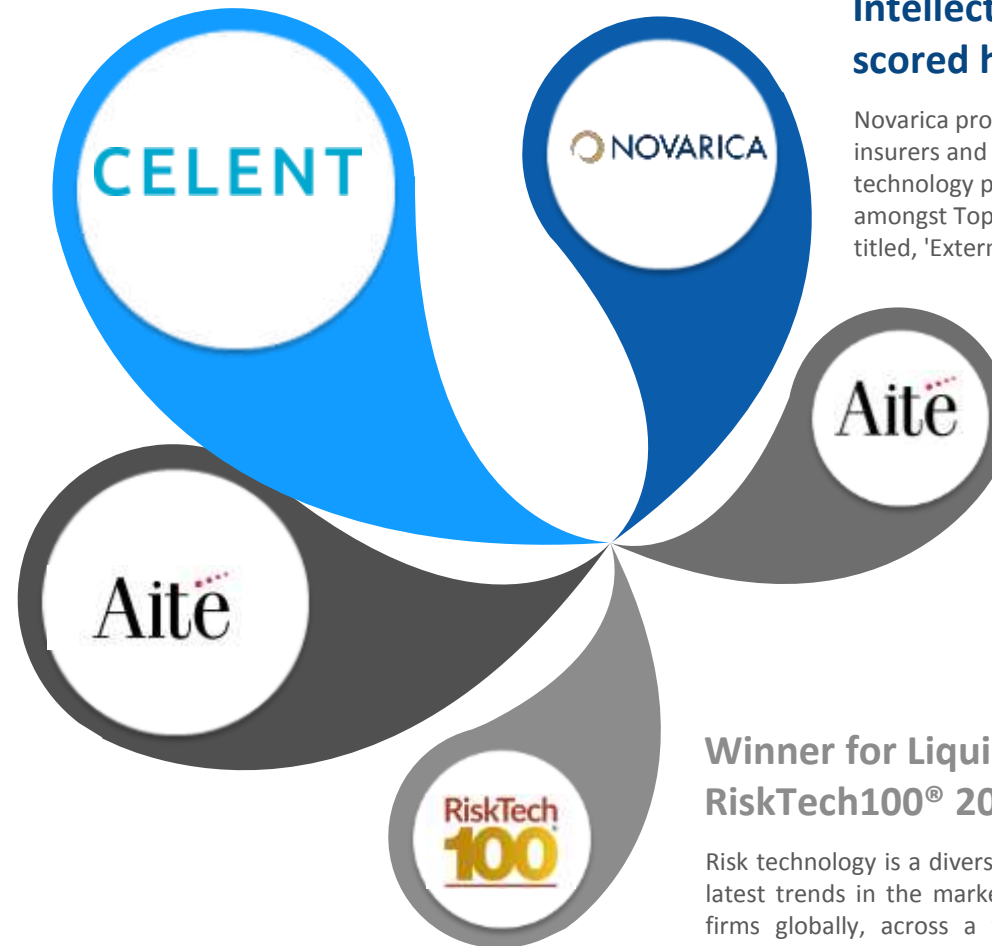 Intellect
scored h
Novarica pro
insurers and
technology p
amongst Top
titled, 'Extern
CELENT
NOVARICA
Aite
Aite
RiskTech
100
Winner for Liqui
RiskTech100® 20
Risk technology is a divers
latest trends in the marke
firms globally, across a